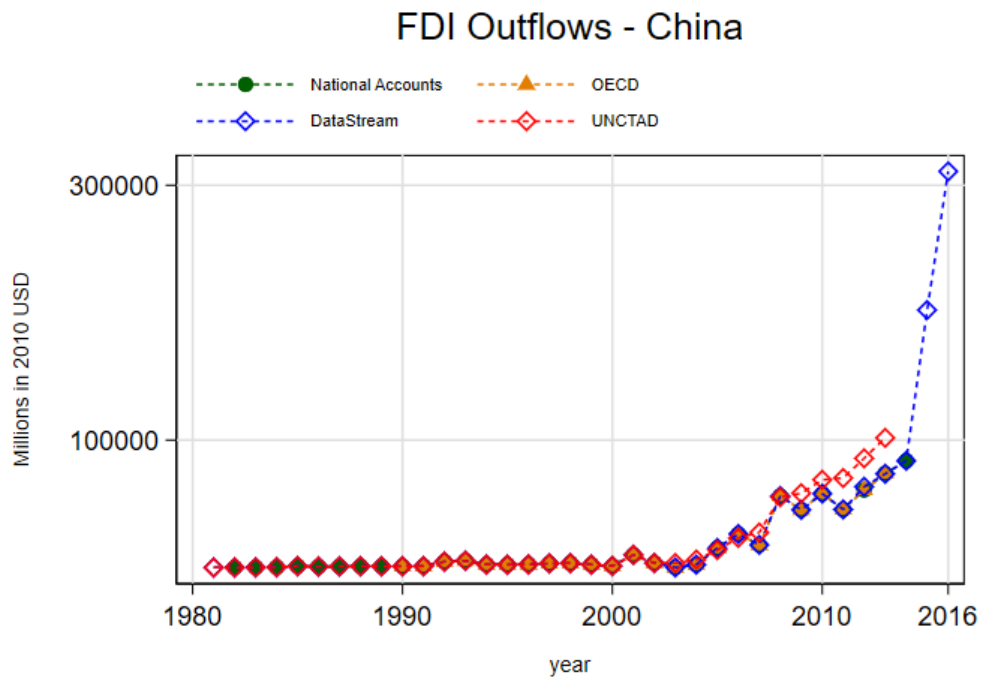 FDI Outflows - China
National Accounts
OECD
DataStream
UNCTAD
Millions in 2010 USD
300000
100000
1980
1990
2000
2010
2016
year